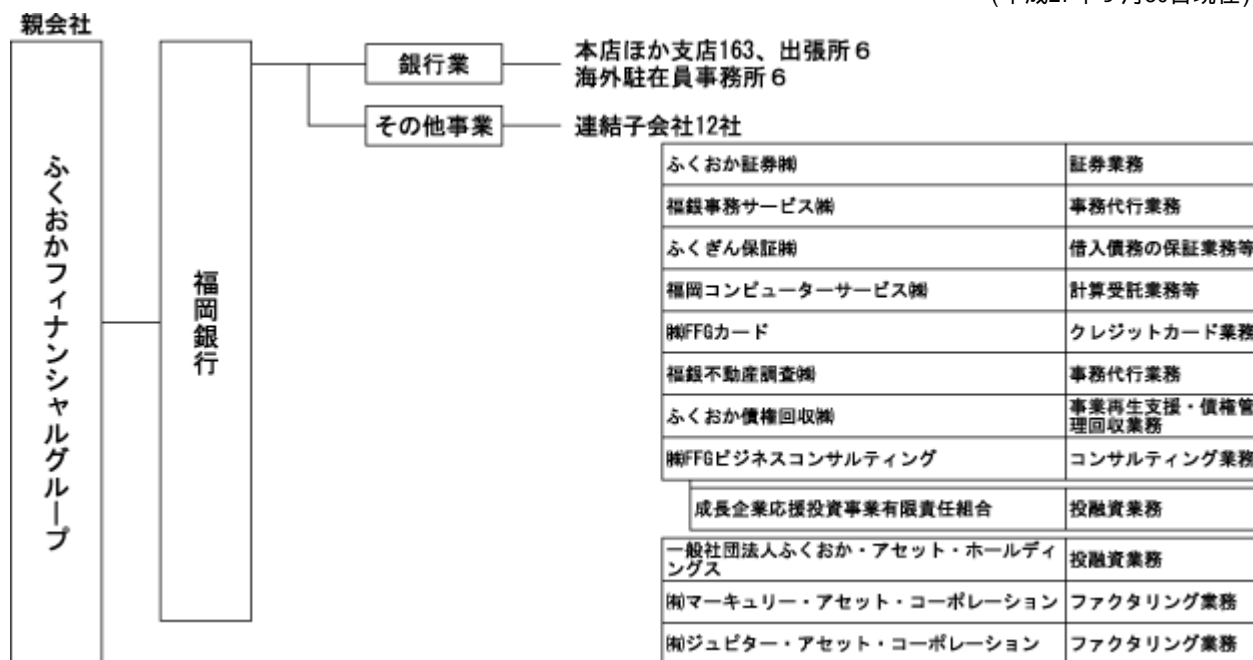 親会社
ふくおかフィナンシャルグループ
福岡銀行
銀行業
本店ほか支店163、出張所6
海外駐在員事務所6
その他事業
連結子会社12社
ふくおか証券㈱
証券業務
福銀事務サービス㈱
事務代行業務
ふくぎん保証㈱
借入債務の保証業務等
福岡コンピューターサービス㈱
計算受託業務等
㈱FFGカード
クレジットカード業務
福銀不動産調査㈱
事務代行業務
ふくおか債権回収㈱
事業再生支援・債権管
理回収業務
㈱FFGビジネスコンサルティング
コンサルティング業務
成長企業応援投資事業有限責任組合
投融資業務
一般社団法人ふくおか・アセット・ホールディ
ングス
投融資業務
㈲マーキュリー・アセット・コーポレーション
ファクタリング業務
㈲ジュピター・アセット・コーポレーション
ファクタリング業務